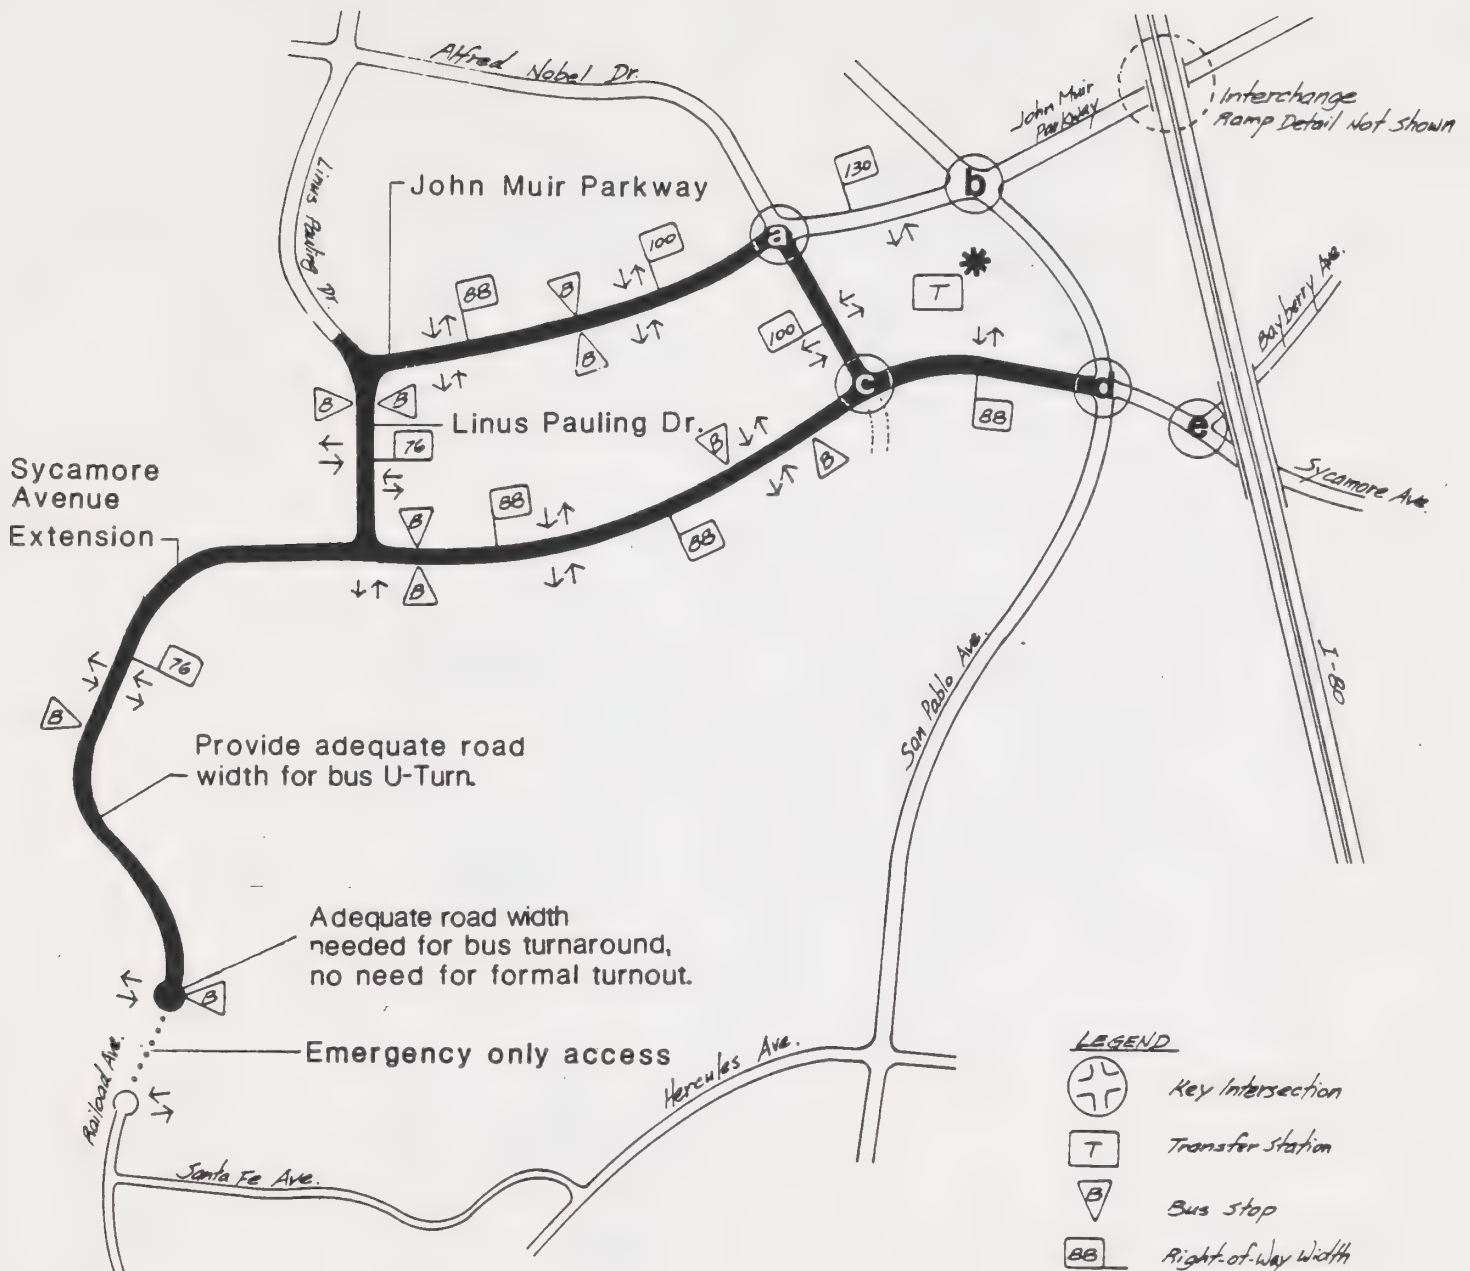 Alfred Nobel Dr.
John Muir
Parkway
Interchange
Ramp Detail Not Shown
Linus Pauling Dr.
John Muir Parkway
130
b
a
100
88
B
B
T
Bayberry Ave.
100
c
d
e
88
B
B
Linus Pauling Dr.
76
B
B
Sycamore Ave.
Sycamore
Avenue
Extension
88
B
88
B
76
B
San Pablo Ave.
I-80
Provide adequate road
width for bus U-Turn.
Adequate road width
needed for bus turnaround,
no need for formal turnout.
B
Emergency only access
Raiload Ave.
Hercules Ave.
Santa Fe Ave.
LEGEND
Key Intersection
T
Transfer Station
B
Bus Stop
88
Right-of-Way Width